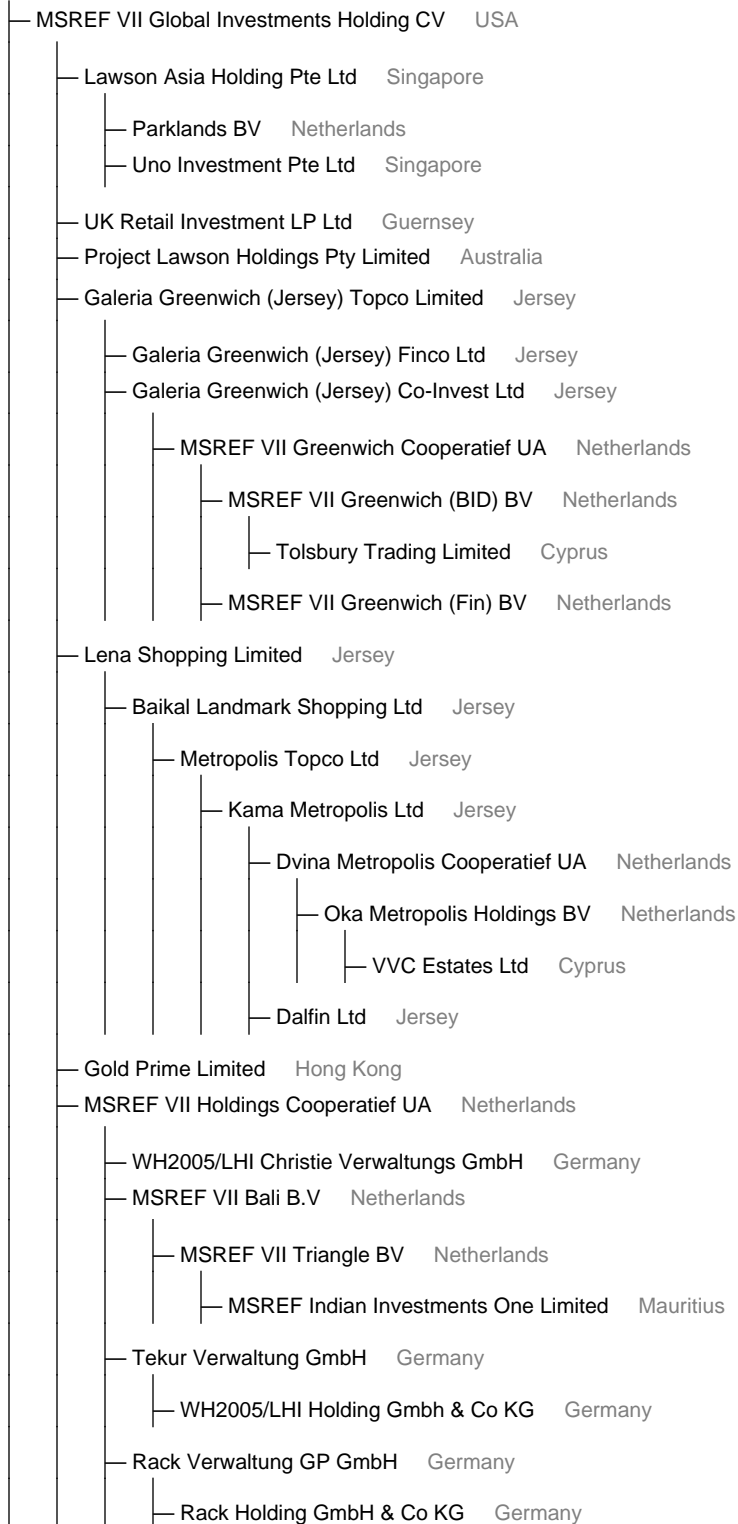 MSREF VII Global Investments Holding CV USA
Lawson Asia Holding Pte Ltd Singapore
Parklands BV Netherlands
Uno Investment Pte Ltd Singapore
UK Retail Investment LP Ltd Guernsey
Project Lawson Holdings Pty Limited Australia
Galeria Greenwich (Jersey) Topco Limited Jersey
Galeria Greenwich (Jersey) Finco Ltd Jersey
Galeria Greenwich (Jersey) Co-Invest Ltd Jersey
MSREF VII Greenwich Cooperatief UA Netherlands
MSREF VII Greenwich (BID) BV Netherlands
Tolsbury Trading Limited Cyprus
MSREF VII Greenwich (Fin) BV Netherlands
Lena Shopping Limited Jersey
Baikal Landmark Shopping Ltd Jersey
Metropolis Topco Ltd Jersey
Kama Metropolis Ltd Jersey
Dvina Metropolis Cooperatief UA Netherlands
Oka Metropolis Holdings BV Netherlands
VVC Estates Ltd Cyprus
Dalfin Ltd Jersey
Gold Prime Limited Hong Kong
MSREF VII Holdings Cooperatief UA Netherlands
WH2005/LHI Christie Verwaltungs GmbH Germany
MSREF VII Bali B.V Netherlands
MSREF VII Triangle BV Netherlands
MSREF Indian Investments One Limited Mauritius
Tekur Verwaltung GmbH Germany
WH2005/LHI Holding Gmbh & Co KG Germany
Rack Verwaltung GP GmbH Germany
Rack Holding GmbH & Co KG Germany